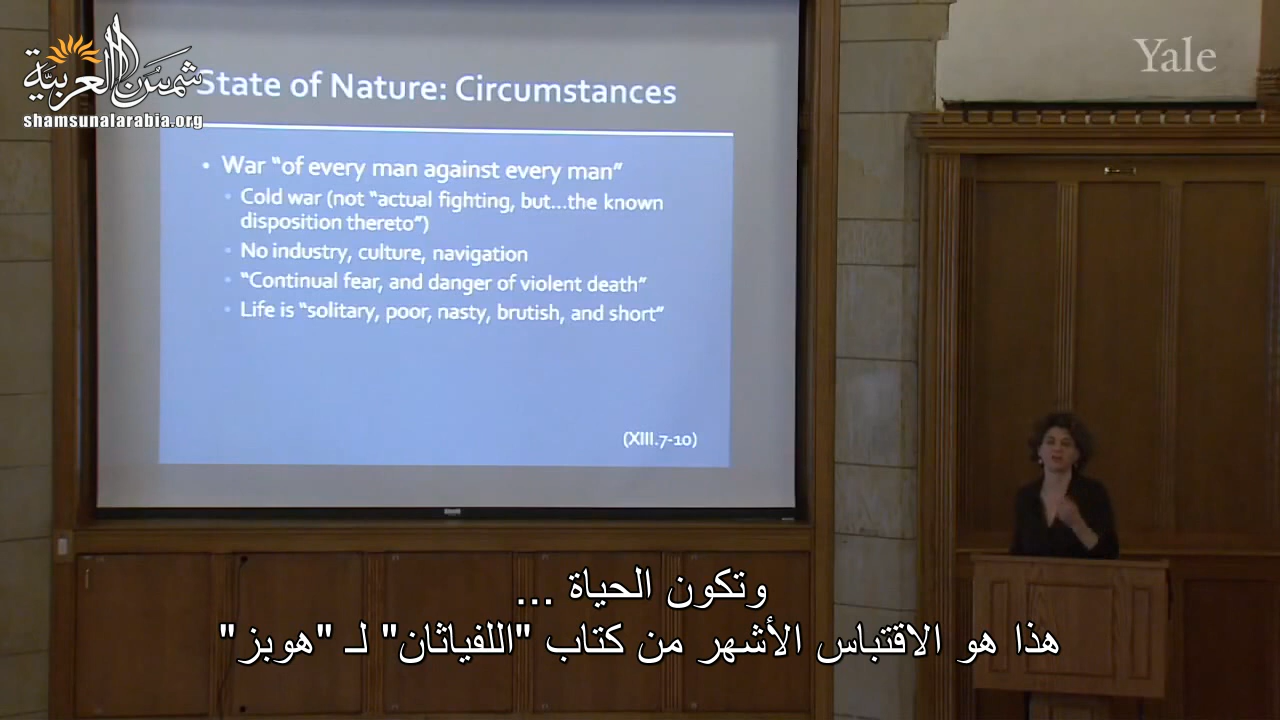 شمس العربية
shamsunalarabia.org
Yale
State of Nature: Circumstances
• War “of every man against every man”
• Cold war (not “actual fighting, but...the known
disposition thereto”)
• No industry, culture, navigation
• “Continual fear, and danger of violent death”
• Life is “solitary, poor, nasty, brutish, and short”
(XIII.7-10)
وتكون الحياة ...
هذا هو الاقتباس الأشهر من كتاب "اللفياثان" لـ "هوبز"